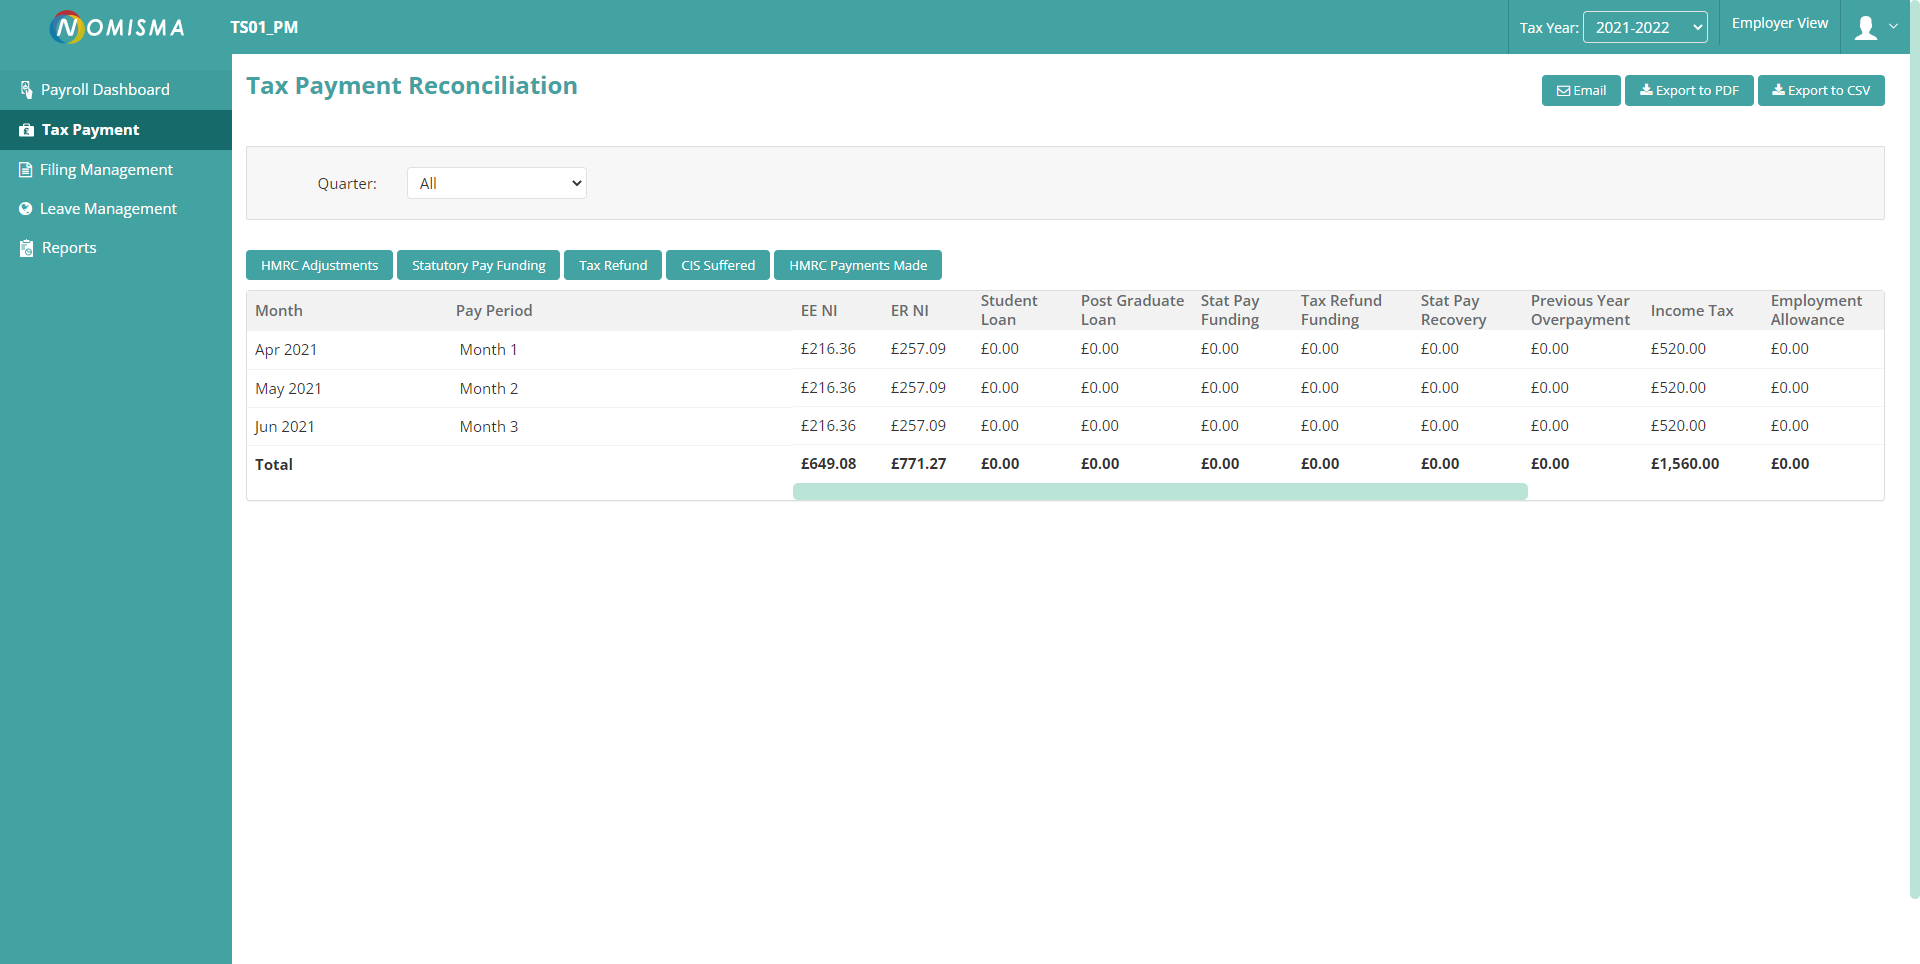 NOMISMA TS01_PM Tax Year: 2021-2022 Employer View
Payroll Dashboard
Tax Payment
Filing Management
Leave Management
Reports
Tax Payment Reconciliation
Email Export to PDF Export to CSV
Quarter: All
HMRC Adjustments Statutory Pay Funding Tax Refund CIS Suffered HMRC Payments Made
Month Pay Period EE NI ER NI Student Loan Post Graduate Loan Stat Pay Funding Tax Refund Funding Stat Pay Recovery Previous Year Overpayment Income Tax Employment Allowance
Apr 2021 Month 1 £216.36 £257.09 £0.00 £0.00 £0.00 £0.00 £0.00 £0.00 £520.00 £0.00
May 2021 Month 2 £216.36 £257.09 £0.00 £0.00 £0.00 £0.00 £0.00 £0.00 £520.00 £0.00
Jun 2021 Month 3 £216.36 £257.09 £0.00 £0.00 £0.00 £0.00 £0.00 £0.00 £520.00 £0.00
Total £649.08 £771.27 £0.00 £0.00 £0.00 £0.00 £0.00 £0.00 £1,560.00 £0.00